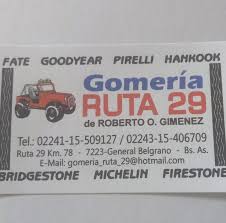 FATE GOODYEAR PIRELLI HANKOOK
Gomería
RUTA 29
de ROBERTO O. GIMENEZ
Tel.: 02241-15-509127 / 02243-15-406709
Ruta 29 Km. 78 - 7223-General Belgrano - Bs. As.
E-Mail: gomeria_ruta_29@hotmail.com
BRIDGESTONE MICHELIN FIRESTONE